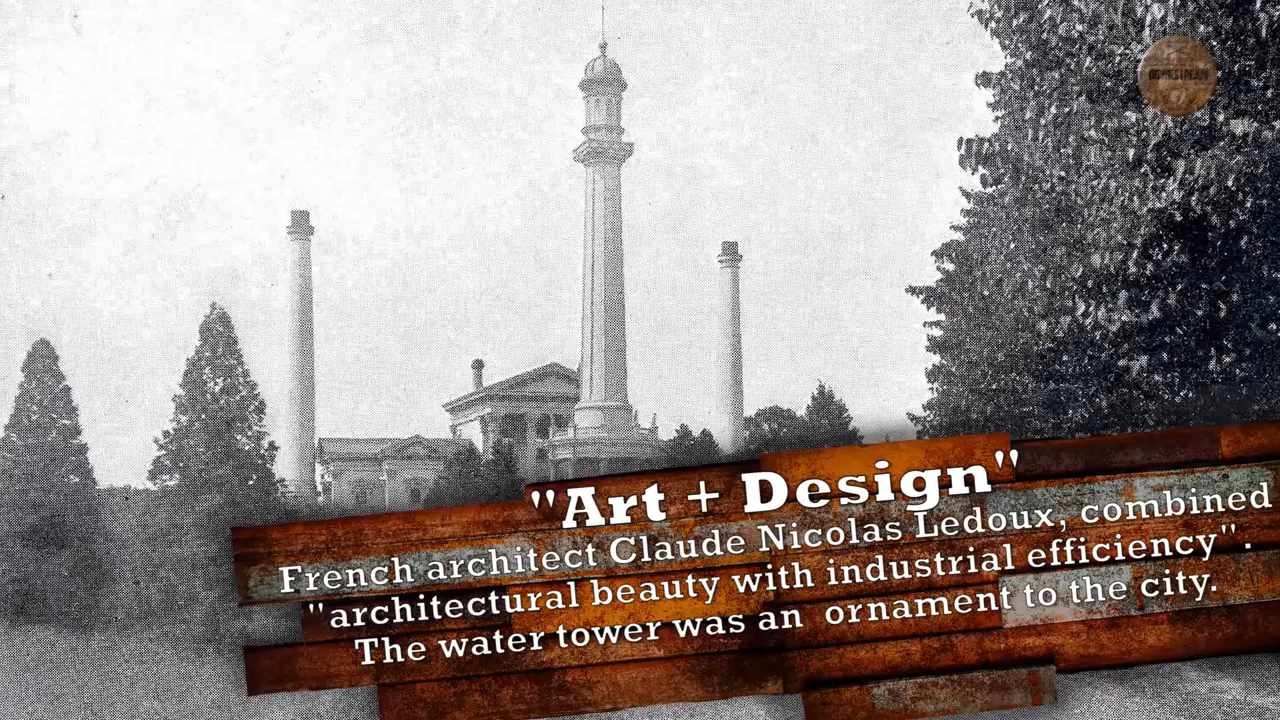 "Art + Design"
French architect Claude Nicolas Ledoux, combined
"architectural beauty with industrial efficiency".
The water tower was an ornament to the city.